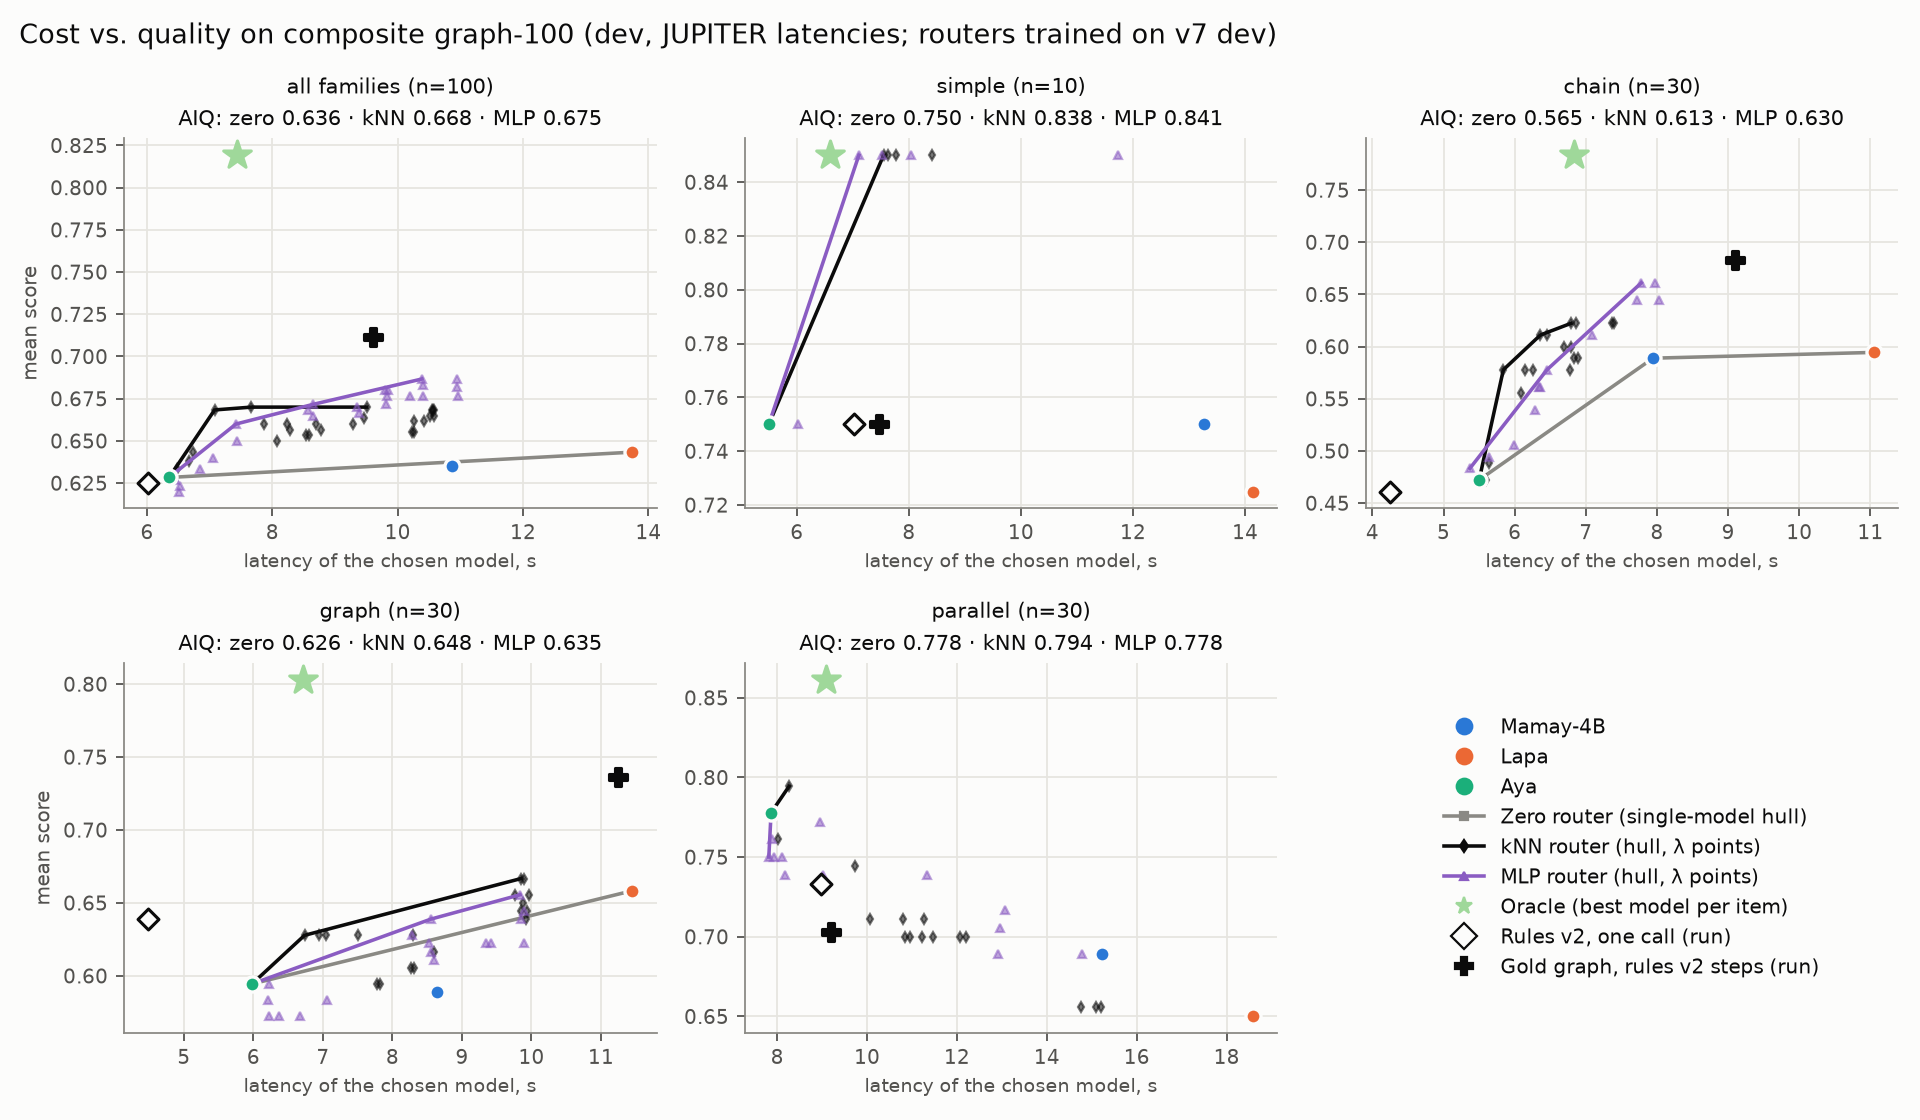 Cost vs. quality on composite graph-100 (dev, JUPITER latencies; routers trained on v7 dev)
all families (n=100)
AIQ: zero 0.636 · kNN 0.668 · MLP 0.675
mean score
0.825
0.800
0.775
0.750
0.725
0.700
0.675
0.650
0.625
6 8 10 12 14
latency of the chosen model, s
simple (n=10)
AIQ: zero 0.750 · kNN 0.838 · MLP 0.841
0.84
0.82
0.80
0.78
0.76
0.74
0.72
6 8 10 12 14
latency of the chosen model, s
chain (n=30)
AIQ: zero 0.565 · kNN 0.613 · MLP 0.630
0.75
0.70
0.65
0.60
0.55
0.50
0.45
4 5 6 7 8 9 10 11
latency of the chosen model, s
graph (n=30)
AIQ: zero 0.626 · kNN 0.648 · MLP 0.635
mean score
0.80
0.75
0.70
0.65
0.60
5 6 7 8 9 10 11
latency of the chosen model, s
parallel (n=30)
AIQ: zero 0.778 · kNN 0.794 · MLP 0.778
0.85
0.80
0.75
0.70
0.65
8 10 12 14 16 18
latency of the chosen model, s
Mamay-4B
Lapa
Aya
Zero router (single-model hull)
kNN router (hull, λ points)
MLP router (hull, λ points)
Oracle (best model per item)
Rules v2, one call (run)
Gold graph, rules v2 steps (run)